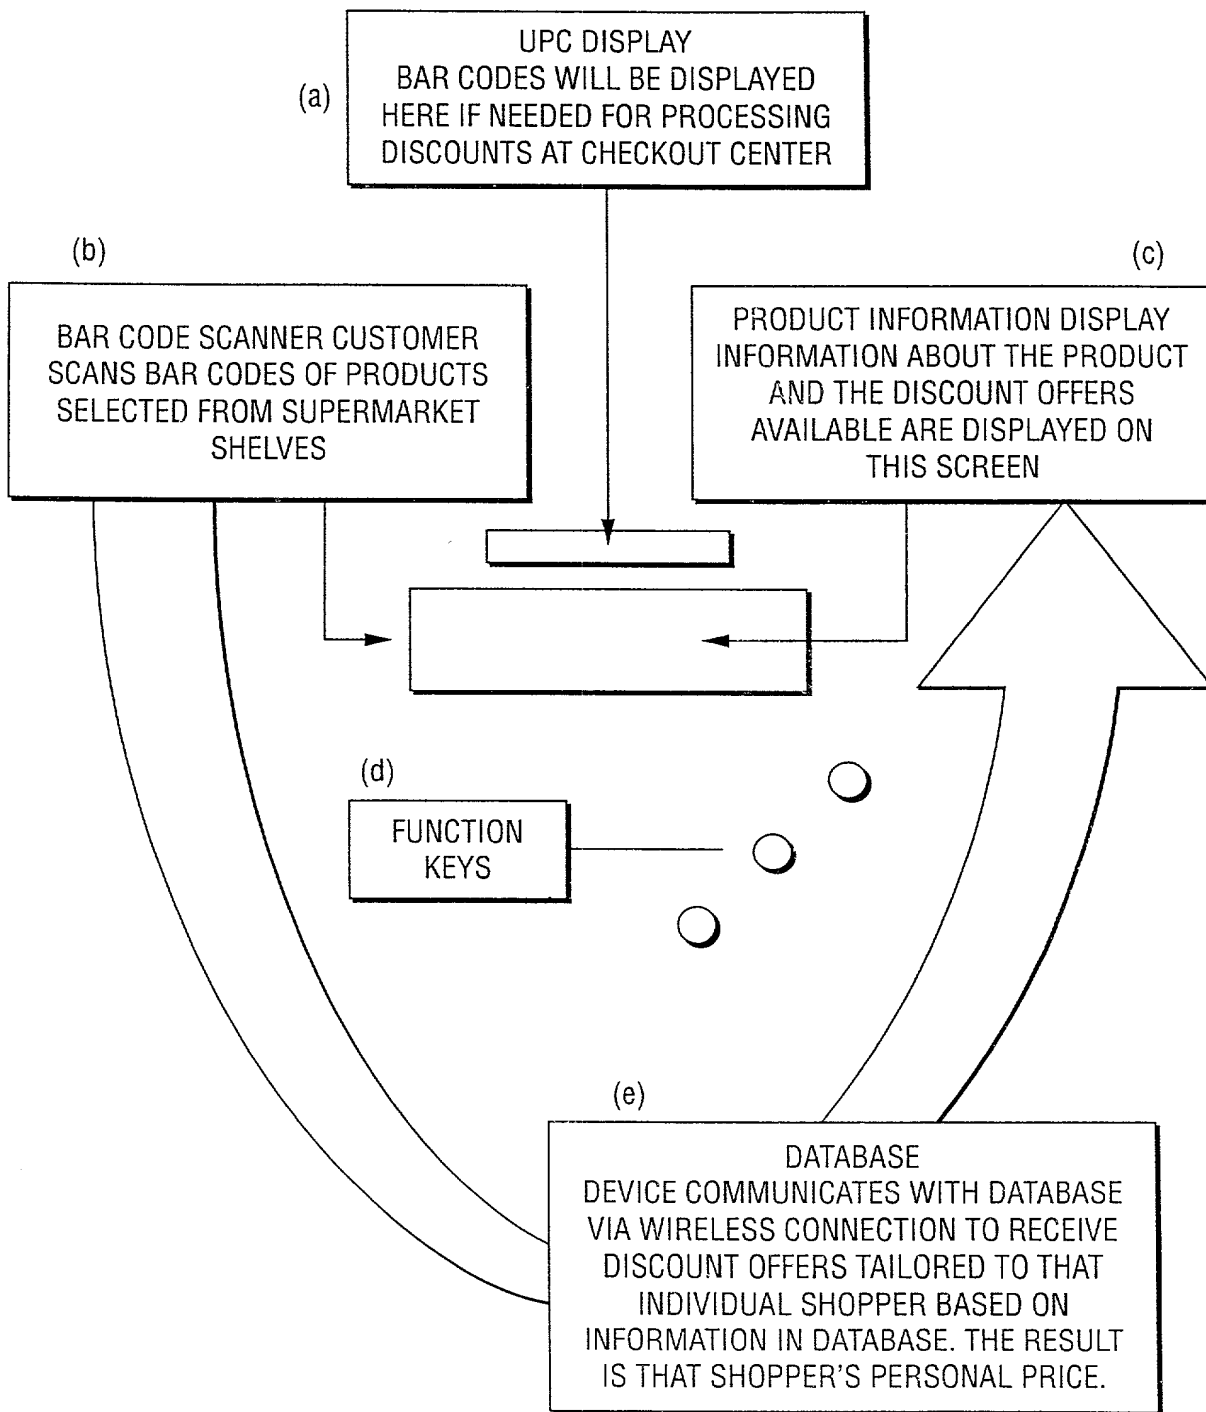 (a)
UPC DISPLAY
BAR CODES WILL BE DISPLAYED
HERE IF NEEDED FOR PROCESSING
DISCOUNTS AT CHECKOUT CENTER
(b)
BAR CODE SCANNER CUSTOMER
SCANS BAR CODES OF PRODUCTS
SELECTED FROM SUPERMARKET
SHELVES
(c)
PRODUCT INFORMATION DISPLAY
INFORMATION ABOUT THE PRODUCT
AND THE DISCOUNT OFFERS
AVAILABLE ARE DISPLAYED ON
THIS SCREEN
(d)
FUNCTION
KEYS
(e)
DATABASE
DEVICE COMMUNICATES WITH DATABASE
VIA WIRELESS CONNECTION TO RECEIVE
DISCOUNT OFFERS TAILORED TO THAT
INDIVIDUAL SHOPPER BASED ON
INFORMATION IN DATABASE. THE RESULT
IS THAT SHOPPER'S PERSONAL PRICE.